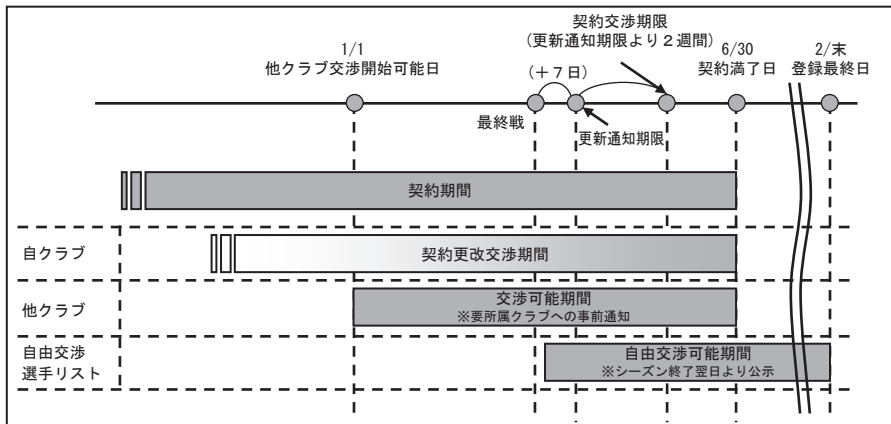 契約交渉期限
(更新通知期限より２週間)
1/1
他クラブ交渉開始可能日
6/30
契約満了日
2/末
登録最終日
(＋７日)
最終戦
更新通知期限
契約期間
自クラブ
契約更改交渉期間
他クラブ
交渉可能期間
※要所属クラブへの事前通知
自由交渉
選手リスト
自由交渉可能期間
※シーズン終了翌日より公示